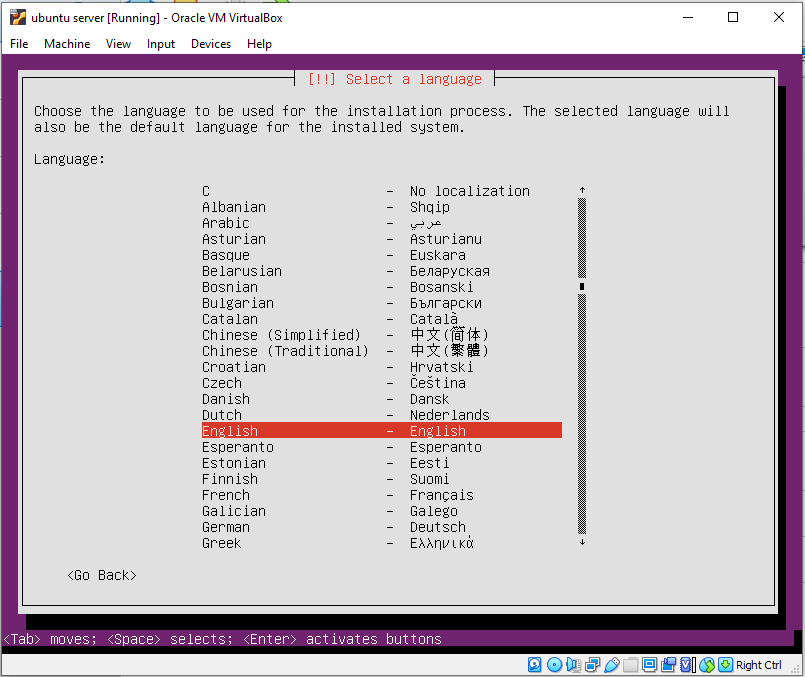 ubuntu server [Running] - Oracle VM VirtualBox
File Machine View Input Devices Help
[!!] Select a language
Choose the language to be used for the installation process. The selected language will
also be the default language for the installed system.
Language:
C - No localization
Albanian - Shqip
Arabic - عربي
Asturian - Asturianu
Basque - Euskara
Belarusian - Беларуская
Bosnian - Bosanski
Bulgarian - Български
Catalan - Català
Chinese (Simplified) - 中文(简体)
Chinese (Traditional) - 中文(繁體)
Croatian - Hrvatski
Czech - Čeština
Danish - Dansk
Dutch - Nederlands
English - English
Esperanto - Esperanto
Estonian - Eesti
Finnish - Suomi
French - Français
Galician - Galego
German - Deutsch
Greek - Ελληνικά
<Go Back>
<Tab> moves; <Space> selects; <Enter> activates buttons
Right Ctrl